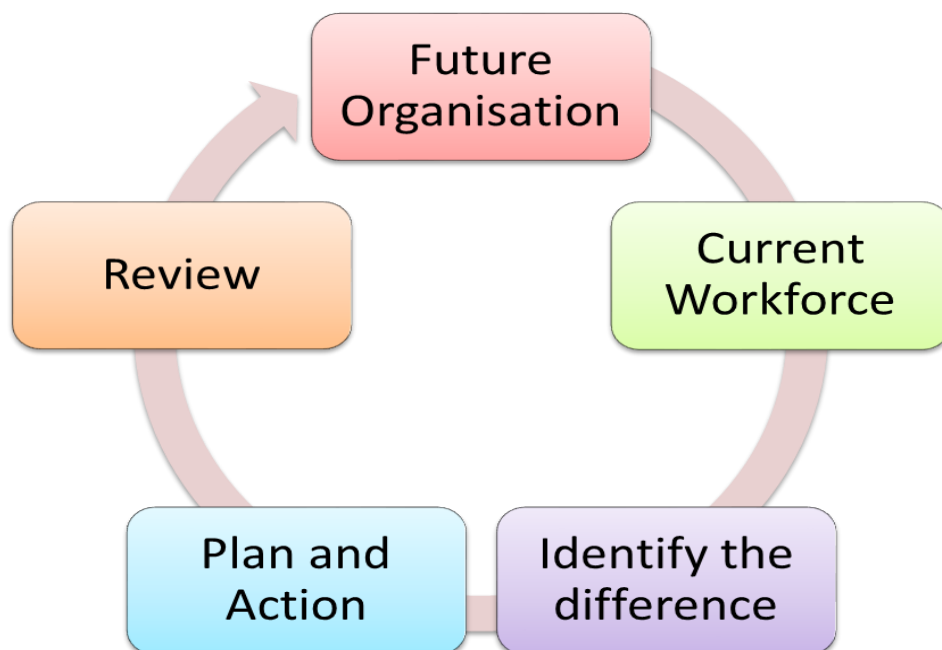 Future
Organisation
Current
Workforce
Identify the
difference
Plan and
Action
Review